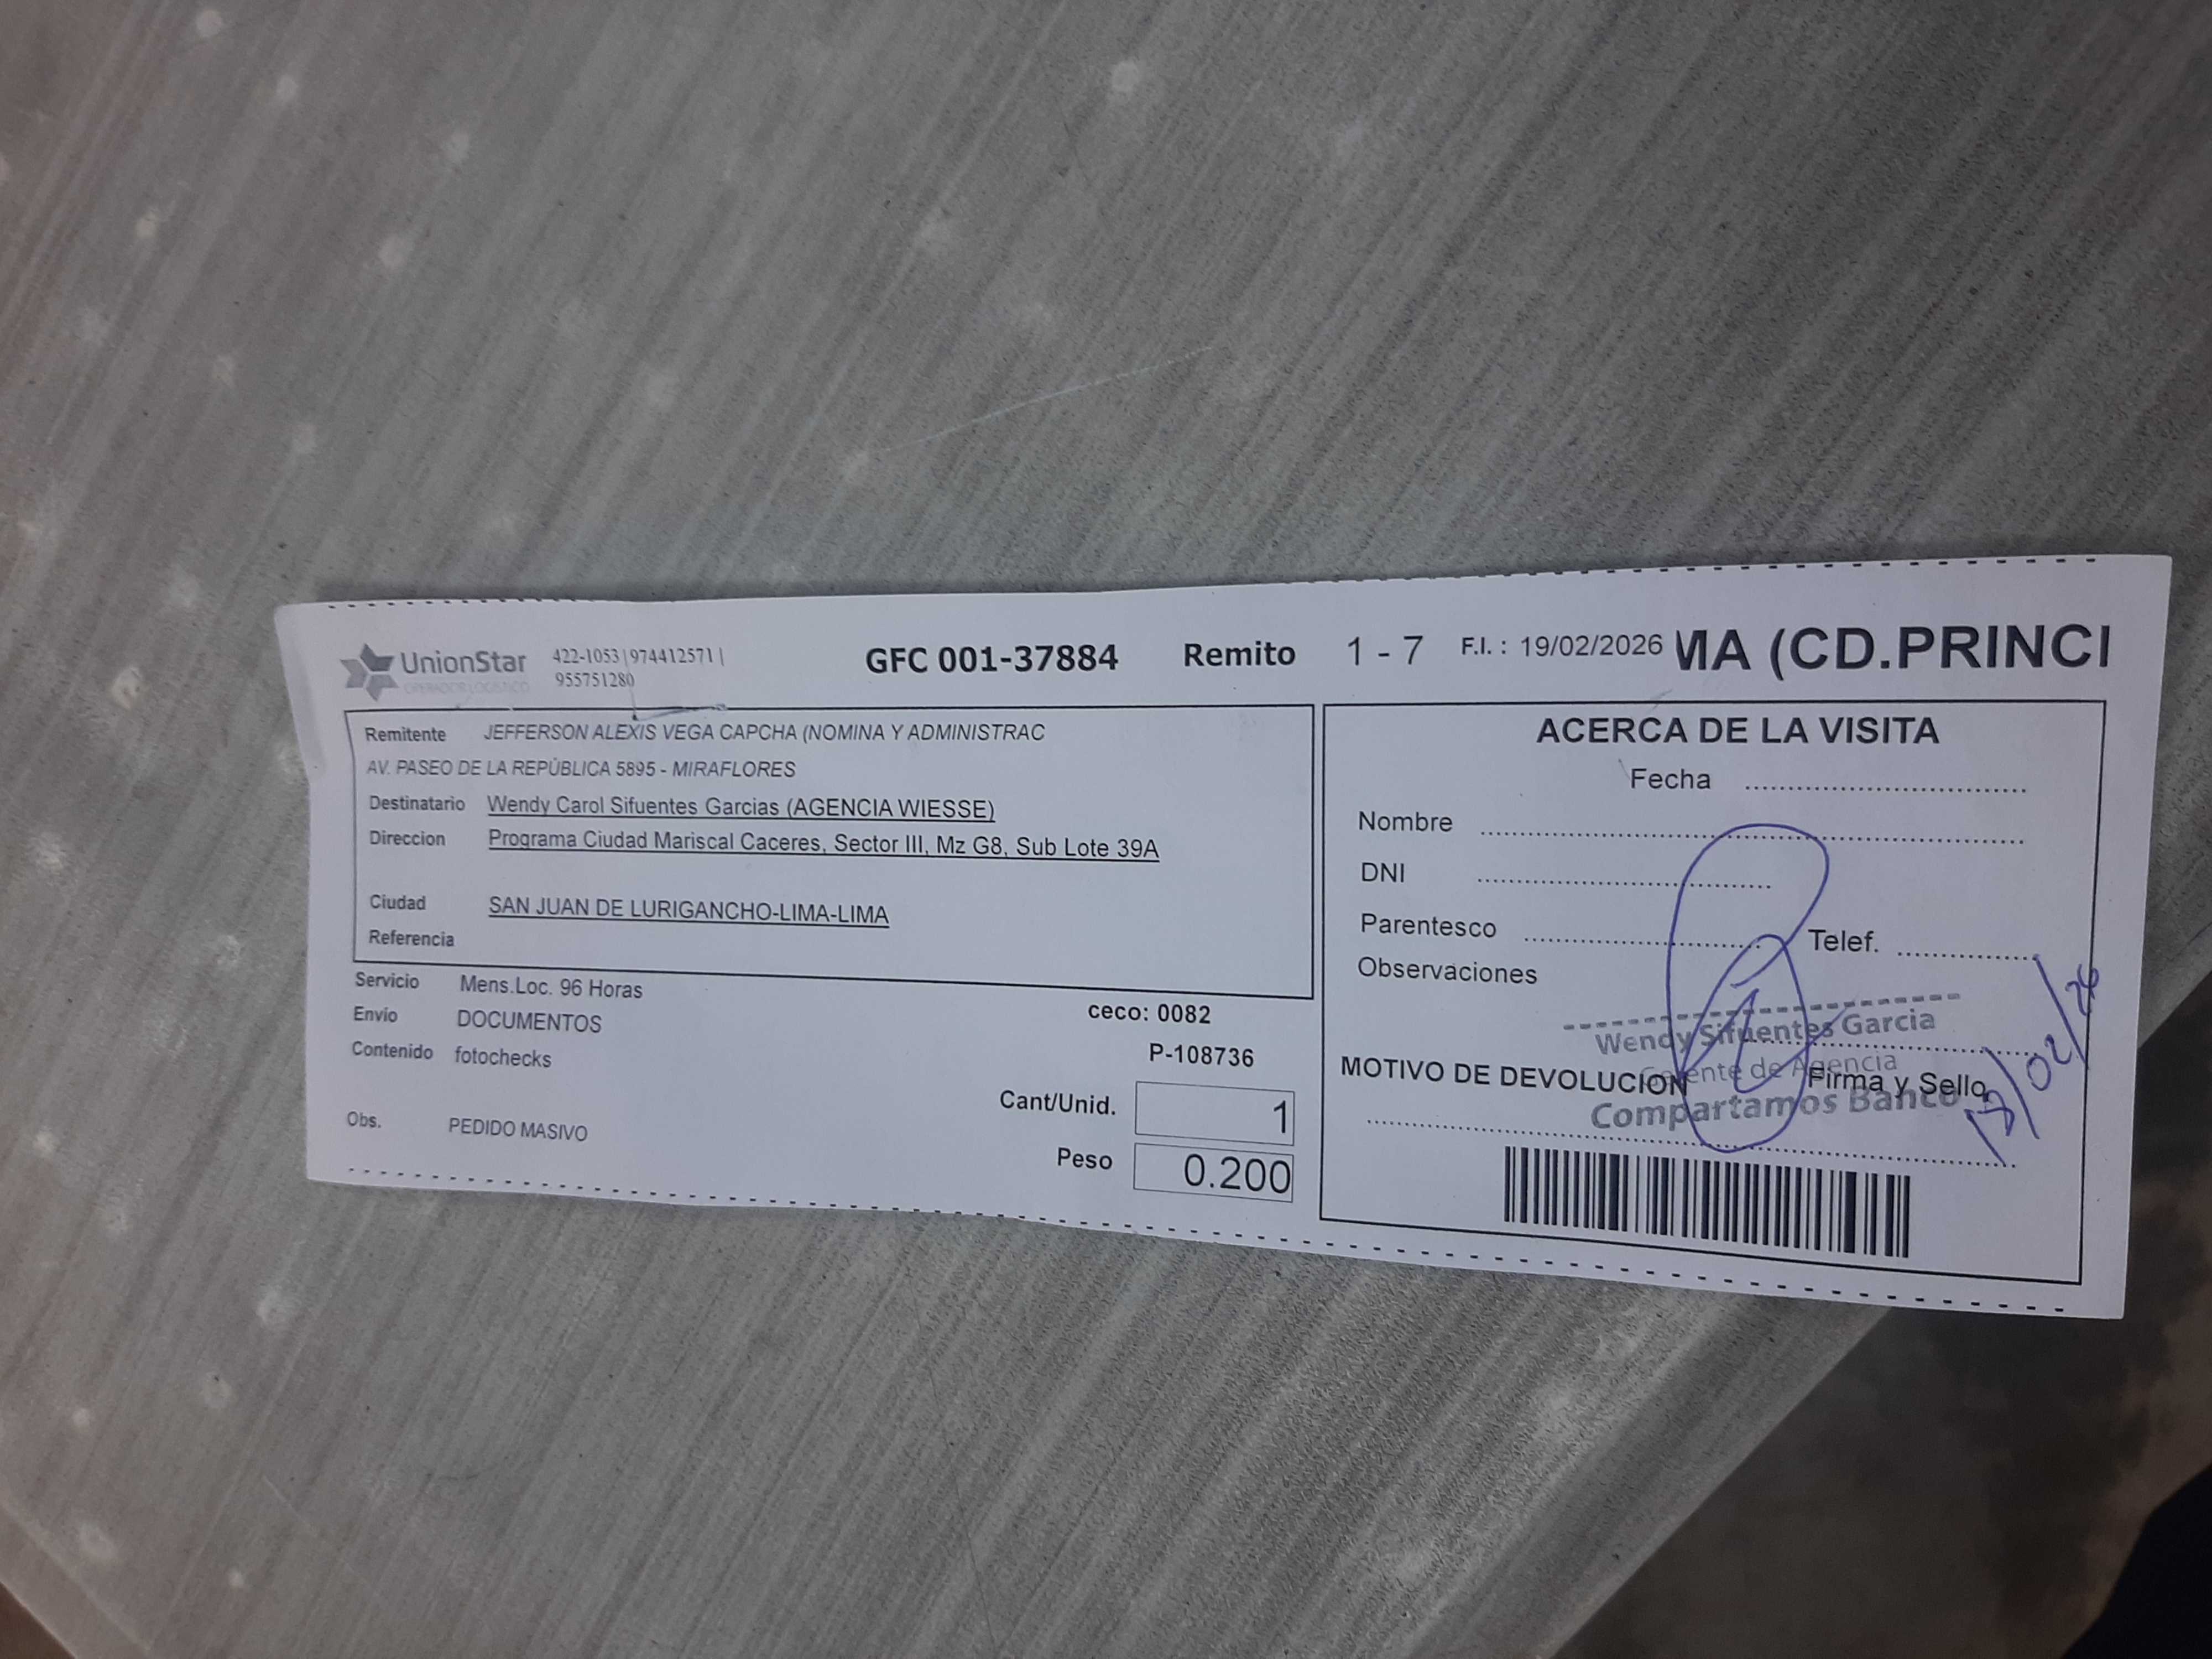 UnionStar
OPERADOR LOGISTICO
422-1053|974412571|
955751280
GFC 001-37884 Remito 1 - 7 F.I. : 19/02/2026 MA (CD.PRINCI
Remitente JEFFERSON ALEXIS VEGA CAPCHA (NOMINA Y ADMINISTRAC
AV. PASEO DE LA REPÚBLICA 5895 - MIRAFLORES
Destinatario Wendy Carol Sifuentes Garcias (AGENCIA WIESSE)
Direccion Programa Ciudad Mariscal Caceres, Sector III, Mz G8, Sub Lote 39A
Ciudad SAN JUAN DE LURIGANCHO-LIMA-LIMA
Referencia
Servicio Mens.Loc. 96 Horas
Envío DOCUMENTOS
Contenido fotochecks
Obs. PEDIDO MASIVO
ceco: 0082
P-108736
Cant/Unid. 1
Peso 0.200
ACERCA DE LA VISITA
Fecha
Nombre
DNI
Parentesco Telef.
Observaciones
Wendy Sifuentes Garcia
Gerente de Agencia
Compartamos Banco
MOTIVO DE DEVOLUCION Firma y Sello
/02/26